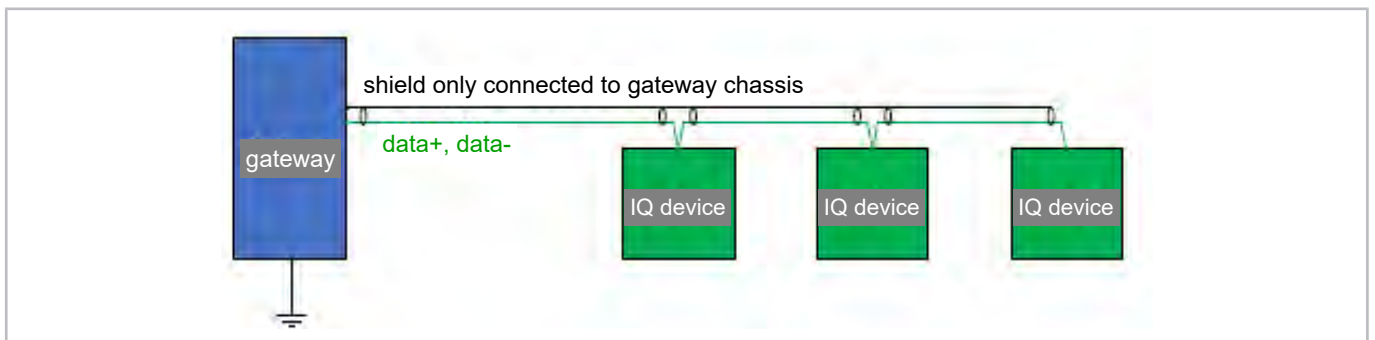 shield only connected to gateway chassis
data+, data-
gateway
IQ device
IQ device
IQ device